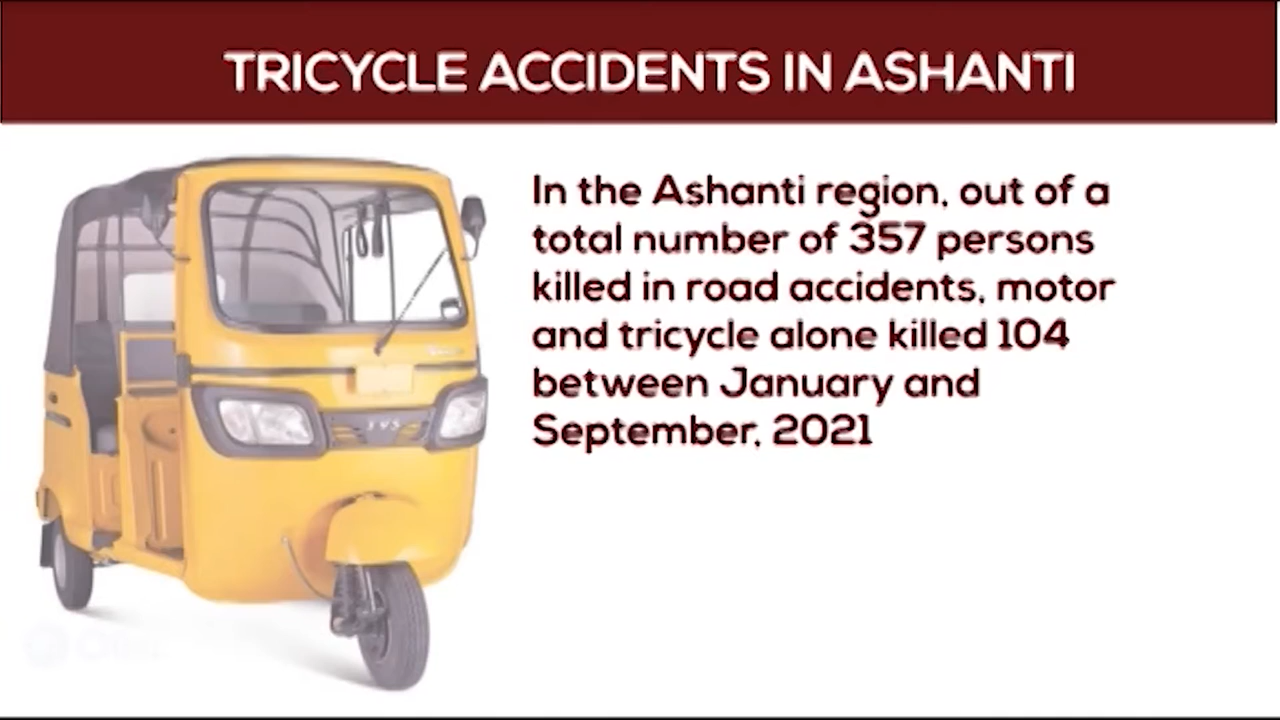 TRICYCLE ACCIDENTS IN ASHANTI
In the Ashanti region, out of a
total number of 357 persons
killed in road accidents, motor
and tricycle alone killed 104
between January and
September, 2021